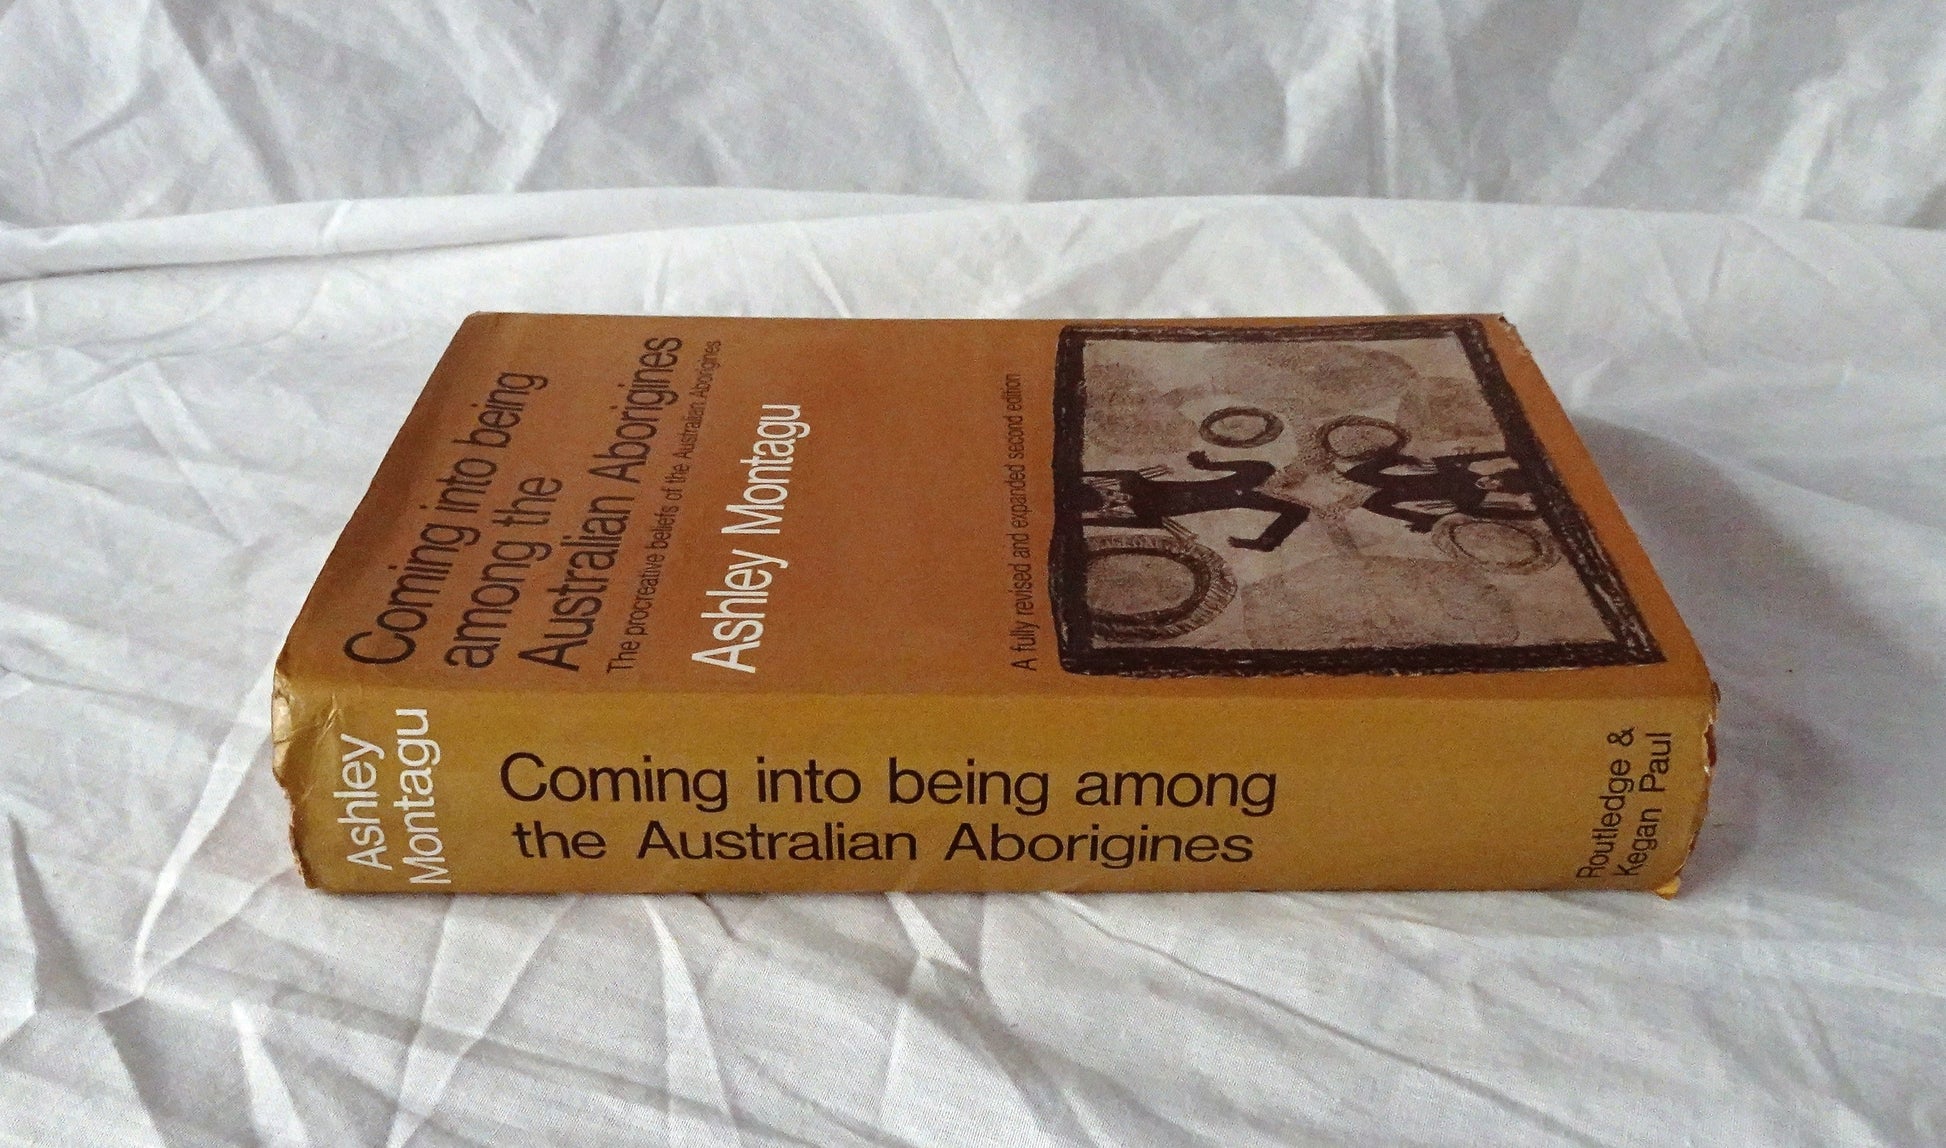 Coming into being
among the
Australian Aborigines
The procreative beliefs of the Australian Aborigines
Ashley Montagu
A fully revised and expanded second edition
Ashley
Montagu
Coming into being among
the Australian Aborigines
Routledge &
Kegan Paul